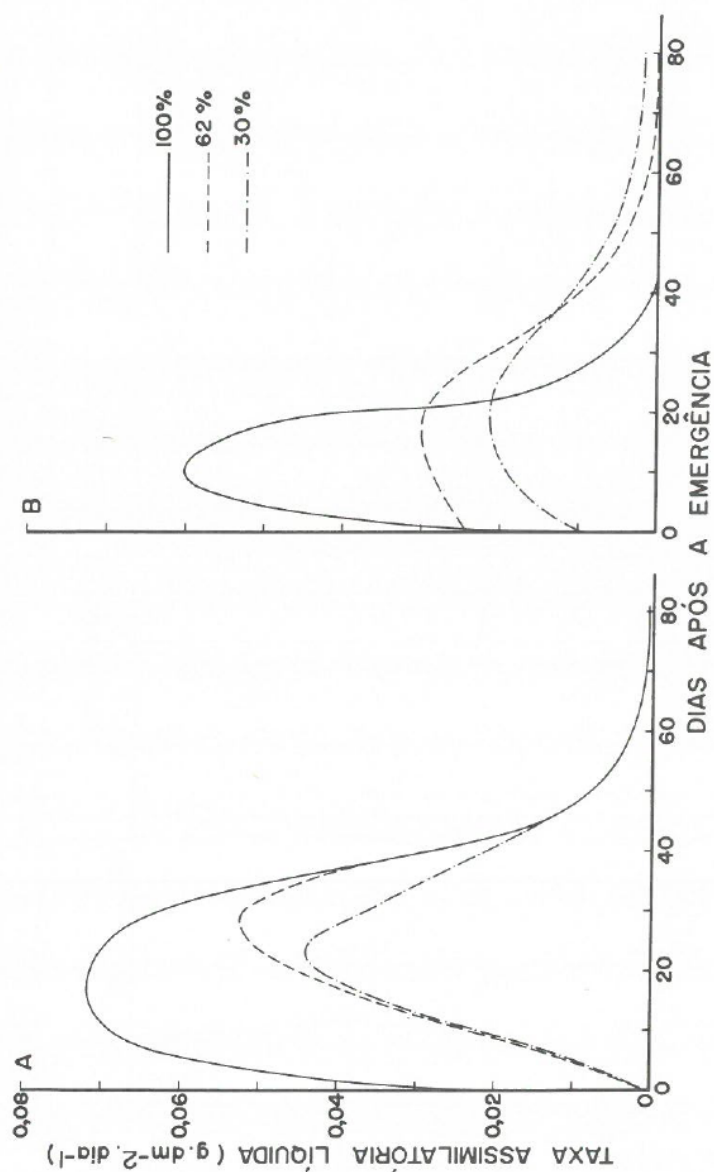 TAXA ASSIMILATÓRIA LÍQUIDA (g.dm-2.dia-1)
A
0,08
0,06
0,04
0,02
0
0 20 40 60 80
B
100%
62 %
30%
0 20 40 60 80
DIAS APÓS A EMERGÊNCIA